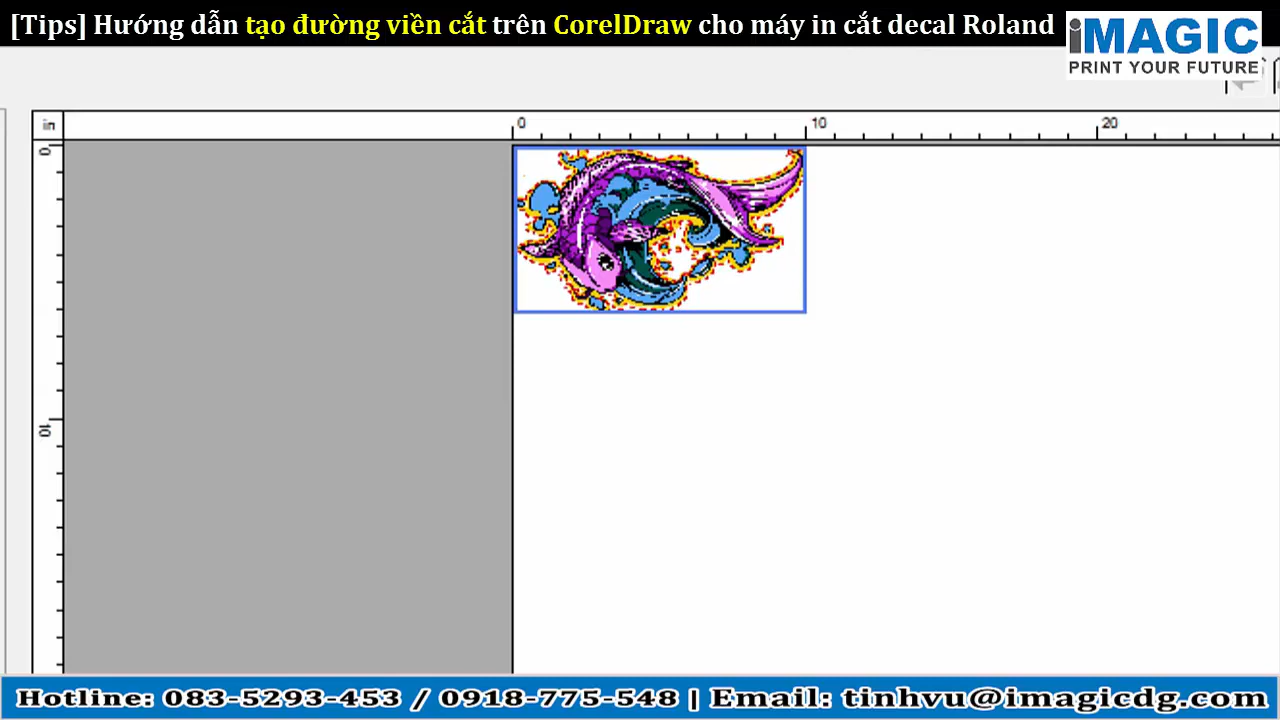 [Tips] Hướng dẫn tạo đường viền cắt trên CorelDraw cho máy in cắt decal Roland
iMAGIC
PRINT YOUR FUTURE
in
0
10
20
0
10
Hotline: 083-5293-453 / 0918-775-548 | Email: tinhvu@imagicdg.com